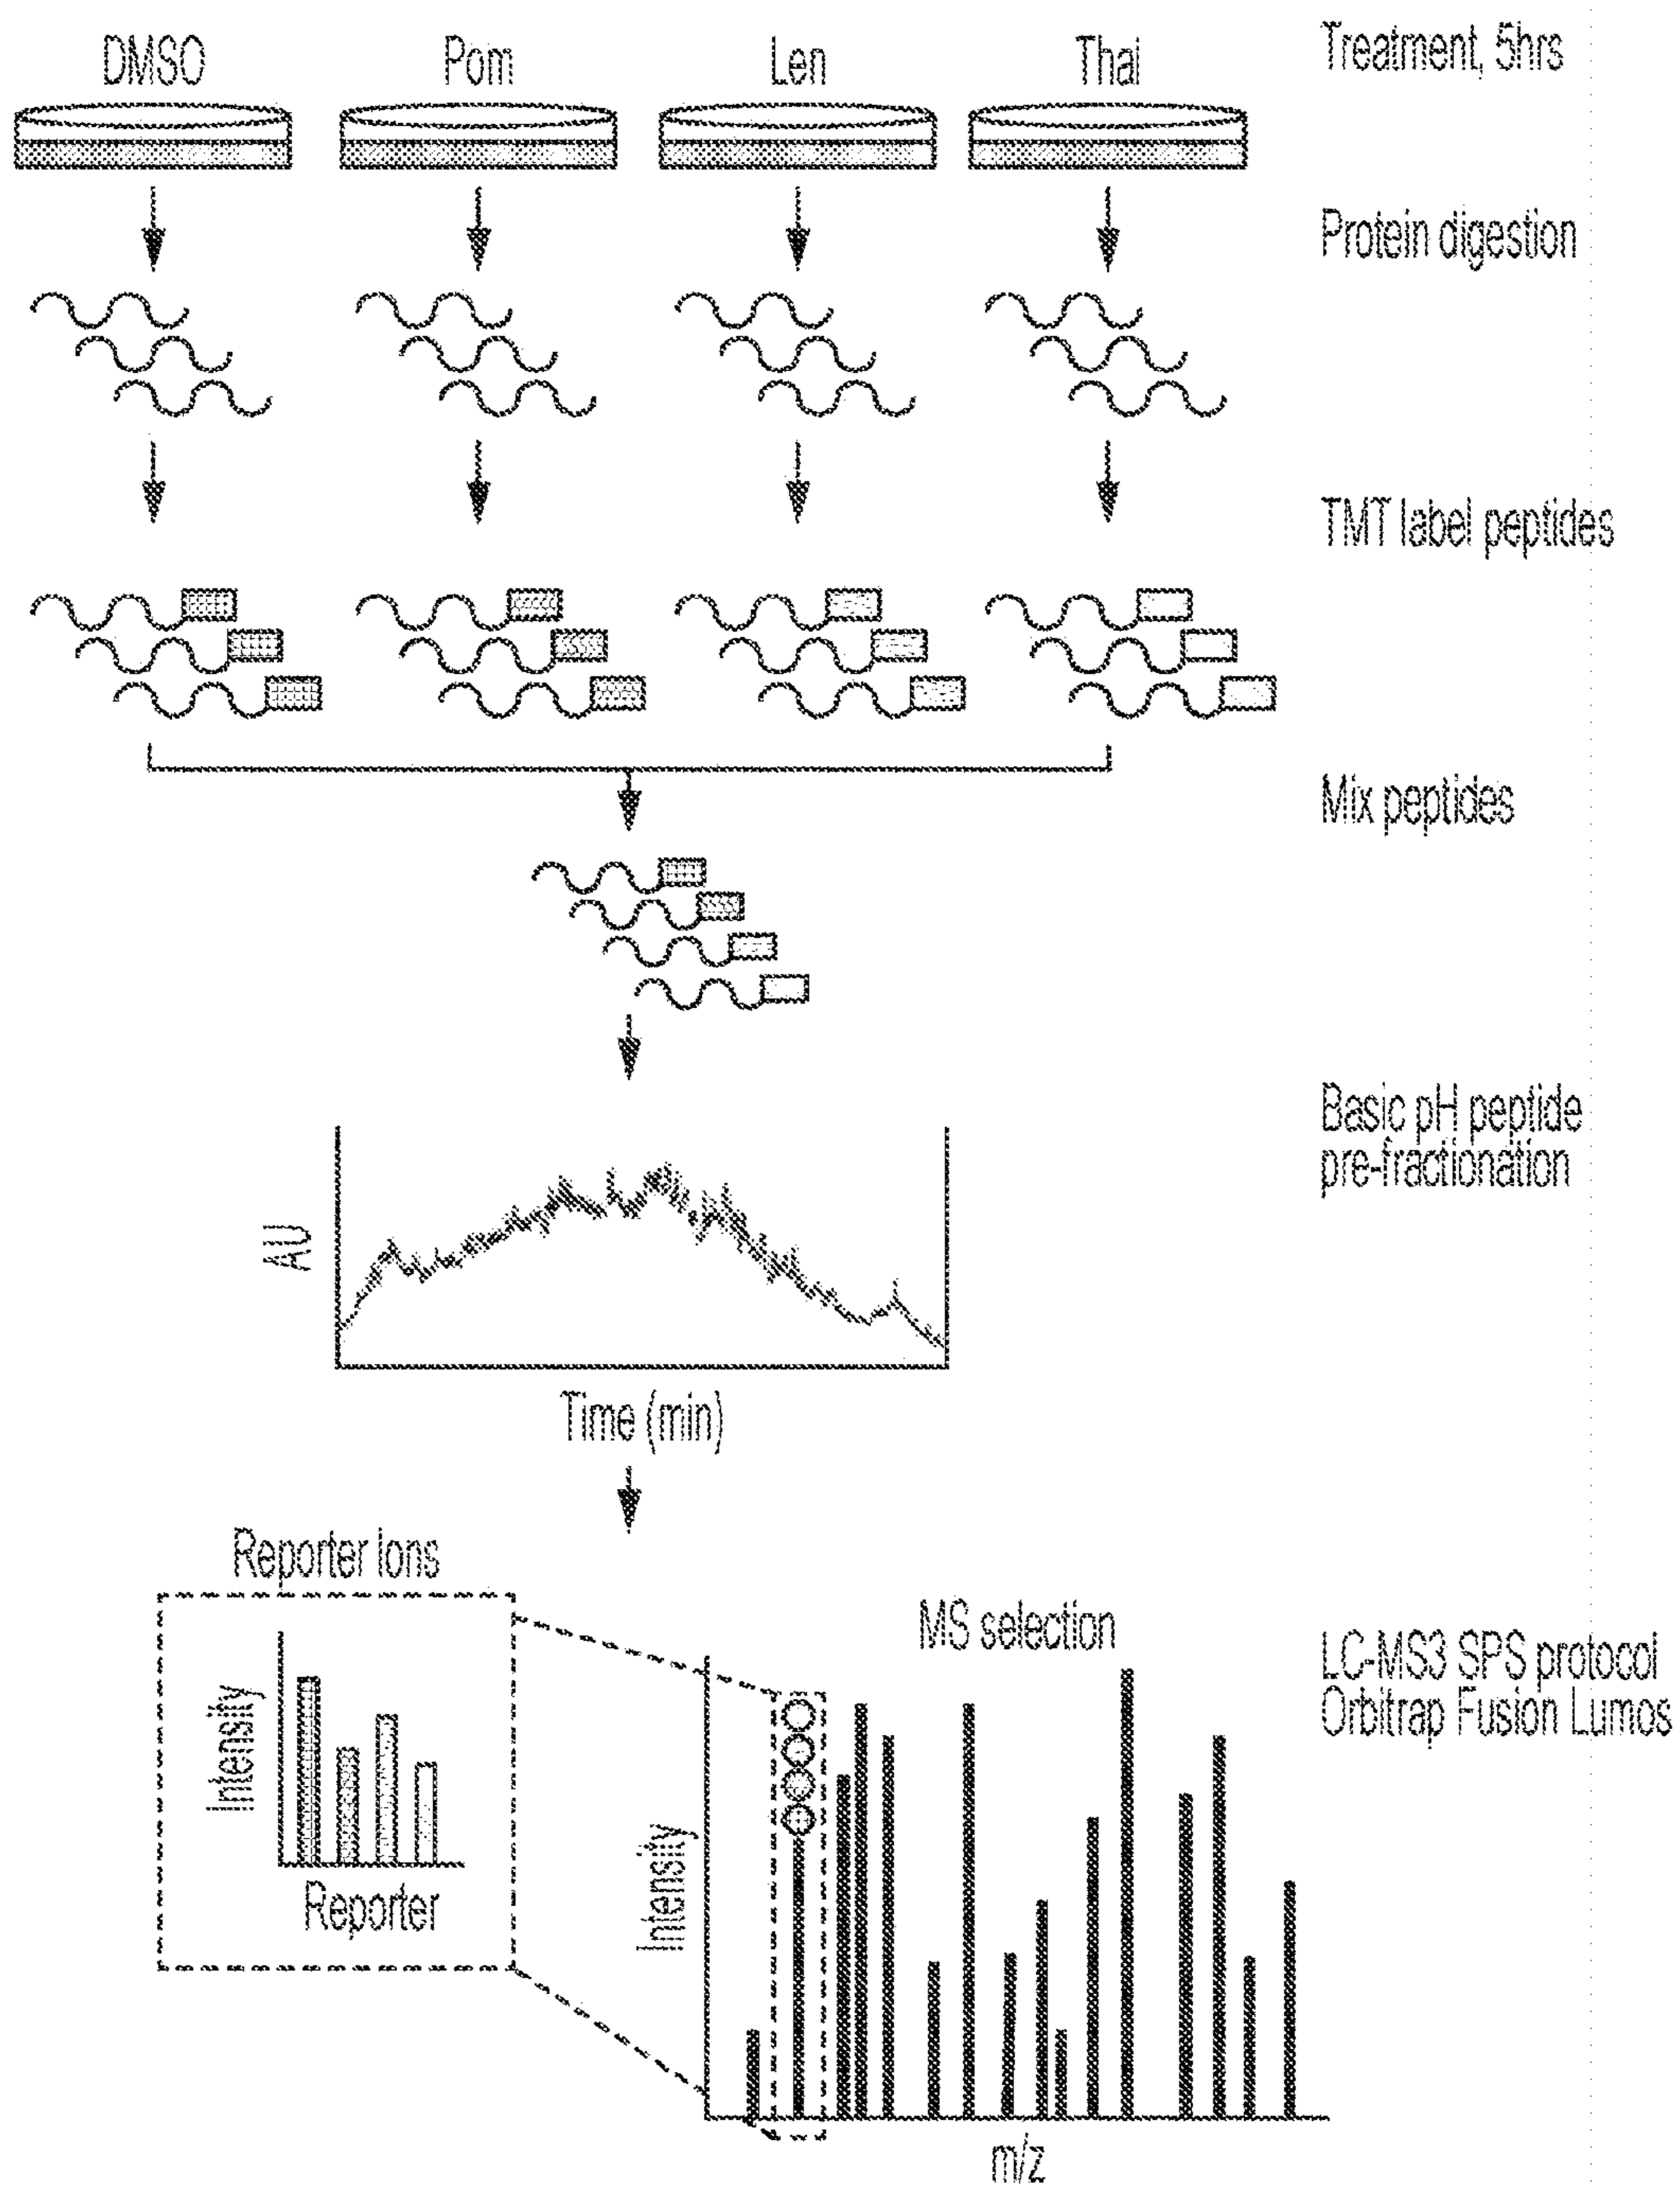 DMSO
Pom
Len
Thal
Treatment, 5hrs
Protein digestion
TMT label peptides
Mix peptides
Basic pH peptide
pre-fractionation
AU
Time (min)
Reporter Ions
Intensity
Reporter
MS selection
Intensity
m/z
LC-MS3 SPS protocol
Orbitrap Fusion Lumos